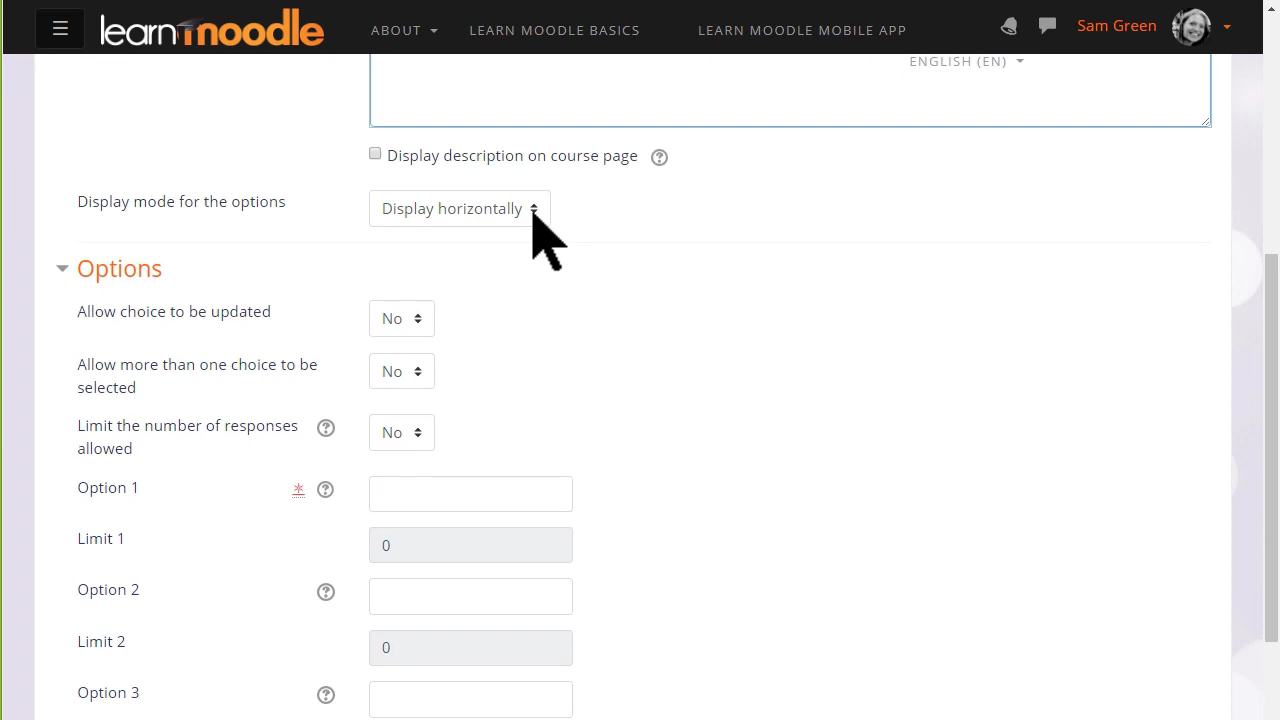 learn moodle ABOUT LEARN MOODLE BASICS LEARN MOODLE MOBILE APP Sam Green
ENGLISH (EN)
Display description on course page
Display mode for the options Display horizontally
Options
Allow choice to be updated No
Allow more than one choice to be
selected No
Limit the number of responses
allowed No
Option 1 *
Limit 1 0
Option 2
Limit 2 0
Option 3